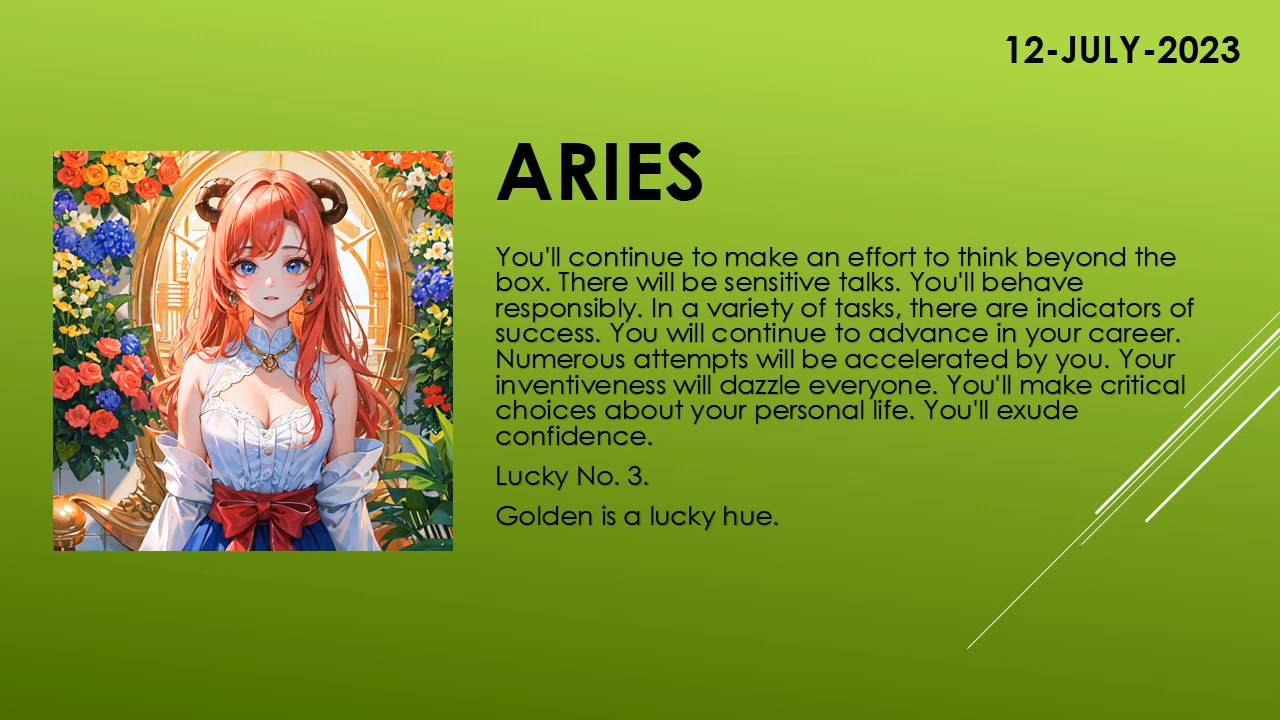 12-JULY-2023
ARIES
You'll continue to make an effort to think beyond the
box. There will be sensitive talks. You'll behave
responsibly. In a variety of tasks, there are indicators of
success. You will continue to advance in your career.
Numerous attempts will be accelerated by you. Your
inventiveness will dazzle everyone. You'll make critical
choices about your personal life. You'll exude
confidence.
Lucky No. 3.
Golden is a lucky hue.